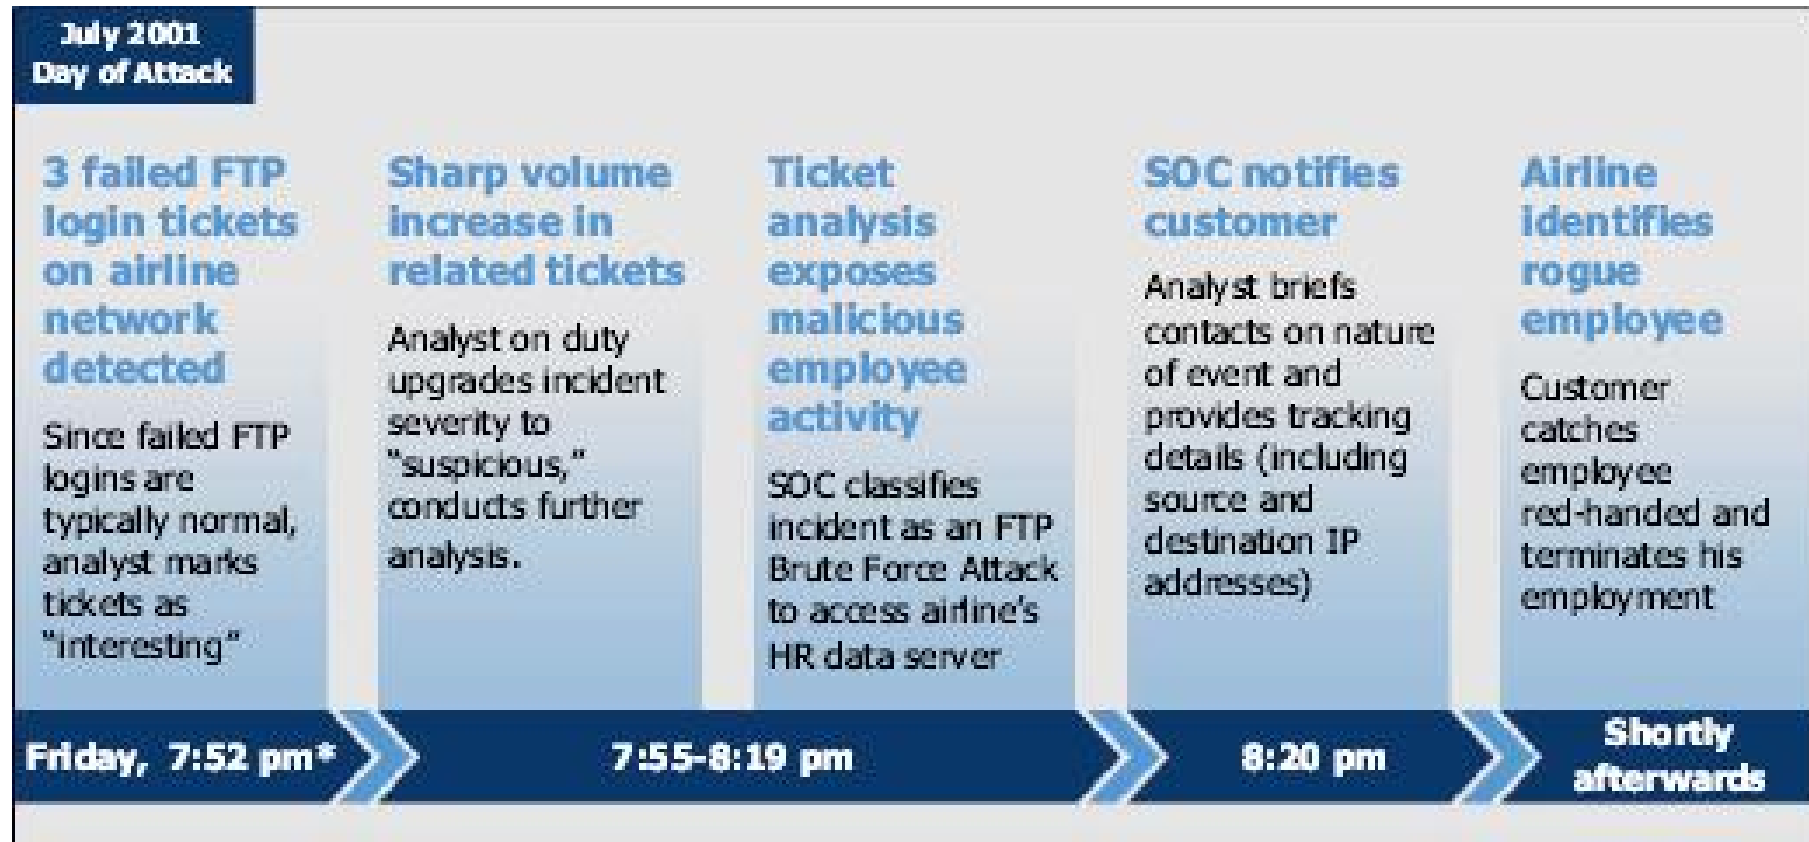 July 2001
Day of Attack
3 failed FTP
login tickets
on airline
network
detected
Since failed FTP
logins are
typically normal,
analyst marks
tickets as
"interesting"
Sharp volume
increase in
related tickets
Analyst on duty
upgrades incident
severity to
"suspicious,"
conducts further
analysis.
Ticket
analysis
exposes
malicious
employee
activity
SOC classifies
incident as an FTP
Brute Force Attack
to access airline's
HR data server
SOC notifies
customer
Analyst briefs
contacts on nature
of event and
provides tracking
details (including
source and
destination IP
addresses)
Airline
identifies
rogue
employee
Customer
catches
employee
red-handed and
terminates his
employment
Friday, 7:52 pm*
7:55-8:19 pm
8:20 pm
Shortly
afterwards